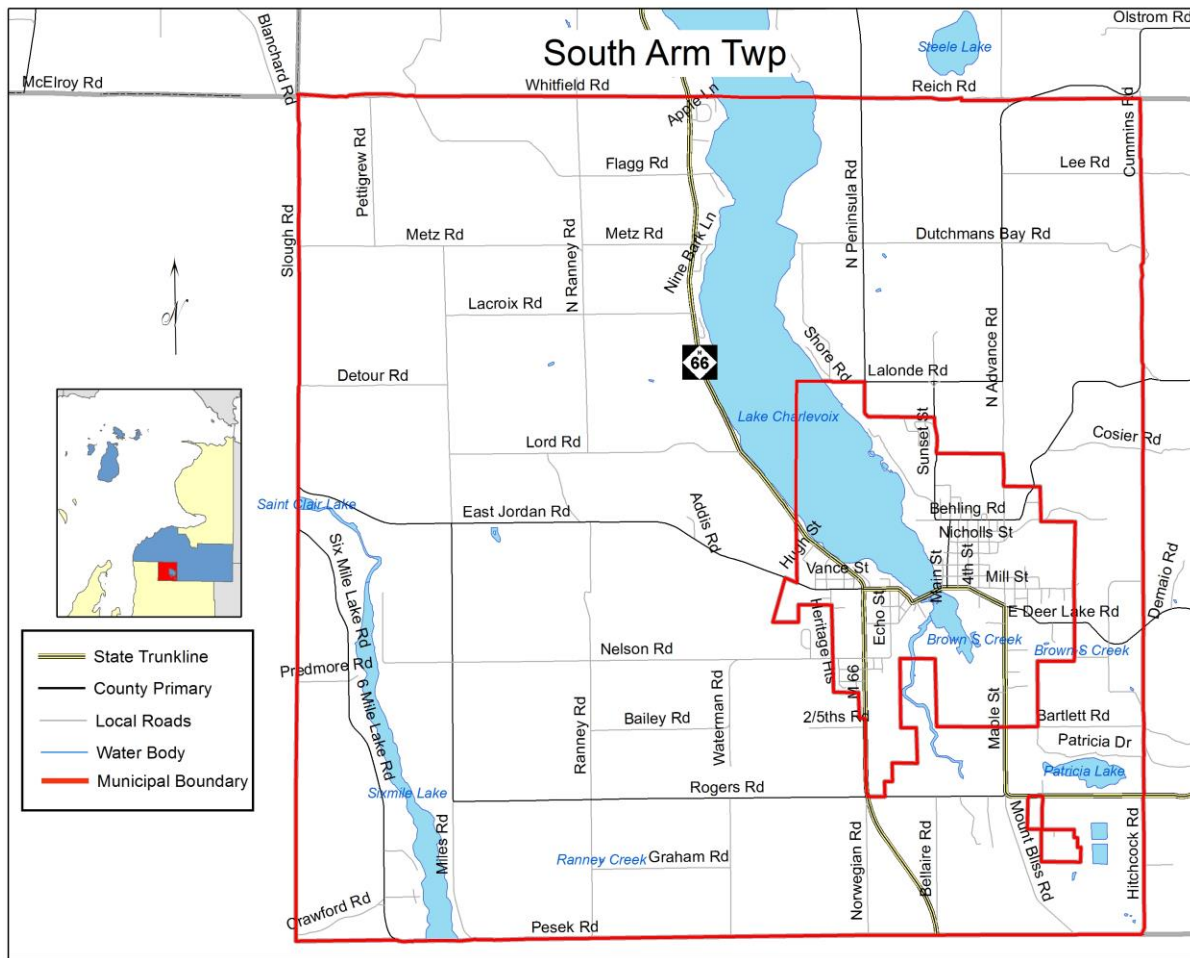 South Arm Twp
Olstrom Rd
Blanchard Rd
Steele Lake
McElroy Rd
Whitfield Rd
Reich Rd
Apple Ln
Cummins Rd
Pettigrew Rd
Flagg Rd
Lee Rd
Slough Rd
Metz Rd
N Ranney Rd
Metz Rd
Nine Bark Ln
N Peninsula Rd
Dutchmans Bay Rd
Lacroix Rd
N Advance Rd
Shore Rd
M
66
Lalonde Rd
Detour Rd
Lake Charlevoix
Sunset St
Lord Rd
Cosier Rd
Saint Clair Lake
East Jordan Rd
Addis Rd
Behling Rd
Hugh St
Nicholls St
Six Mile Lake Rd
Vance St
Main St
4th St
Mill St
Demaio Rd
Heritage Hts
Echo St
E Deer Lake Rd
Brown S Creek
Brown S Creek
Nelson Rd
Predmore Rd
6 Mile Lake Rd
M 66
Ranney Rd
Bailey Rd
Waterman Rd
2/5ths Rd
Maple St
Bartlett Rd
Patricia Dr
Patricia Lake
Sixmile Lake
Rogers Rd
Miles Rd
Ranney Creek
Graham Rd
Norwegian Rd
Bellaire Rd
Mount Bliss Rd
Hitchcock Rd
Crawford Rd
Pesek Rd
State Trunkline
County Primary
Local Roads
Water Body
Municipal Boundary